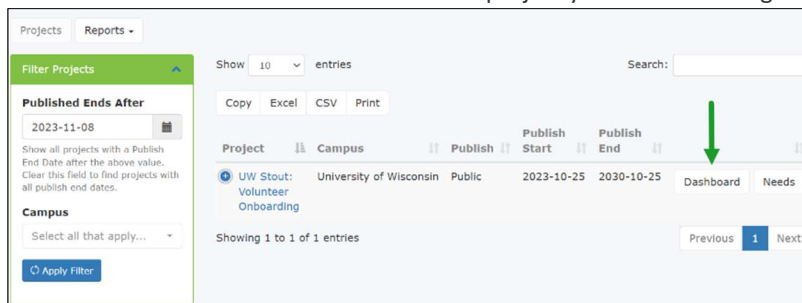 Projects Reports
Filter Projects
Published Ends After
2023-11-08
Show all projects with a Publish
End Date after the above value.
Clear this field to find projects with
all publish end dates.
Campus
Select all that apply...
Apply Filter
Show 10 entries
Search:
Copy Excel CSV Print
Project Campus Publish Publish Start Publish End
UW Stout: University of Wisconsin Public 2023-10-25 2030-10-25 Dashboard Needs
Volunteer
Onboarding
Showing 1 to 1 of 1 entries
Previous 1 Next